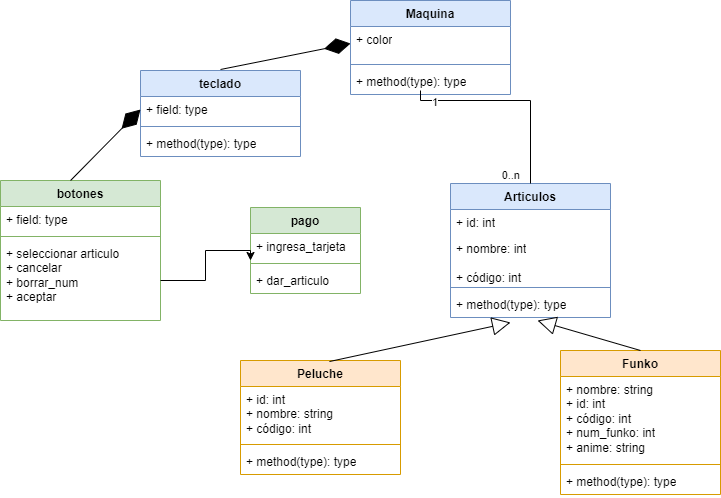 Maquina
+ color
+ method(type): type
1
teclado
+ field: type
+ method(type): type
botones
+ field: type
+ seleccionar articulo
+ cancelar
+ borrar_num
+ aceptar
pago
+ ingresa_tarjeta
+ dar_articulo
0..n
Articulos
+ id: int
+ nombre: int
+ código: int
+ method(type): type
Peluche
+ id: int
+ nombre: string
+ código: int
+ method(type): type
Funko
+ nombre: string
+ id: int
+ código: int
+ num_funko: int
+ anime: string
+ method(type): type